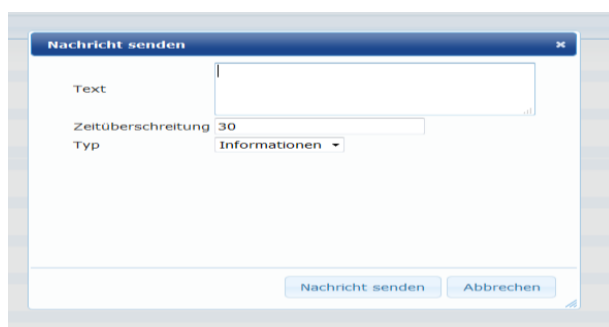 Nachricht senden
Text
Zeitüberschreitung 30
Typ Informationen
Nachricht senden Abbrechen